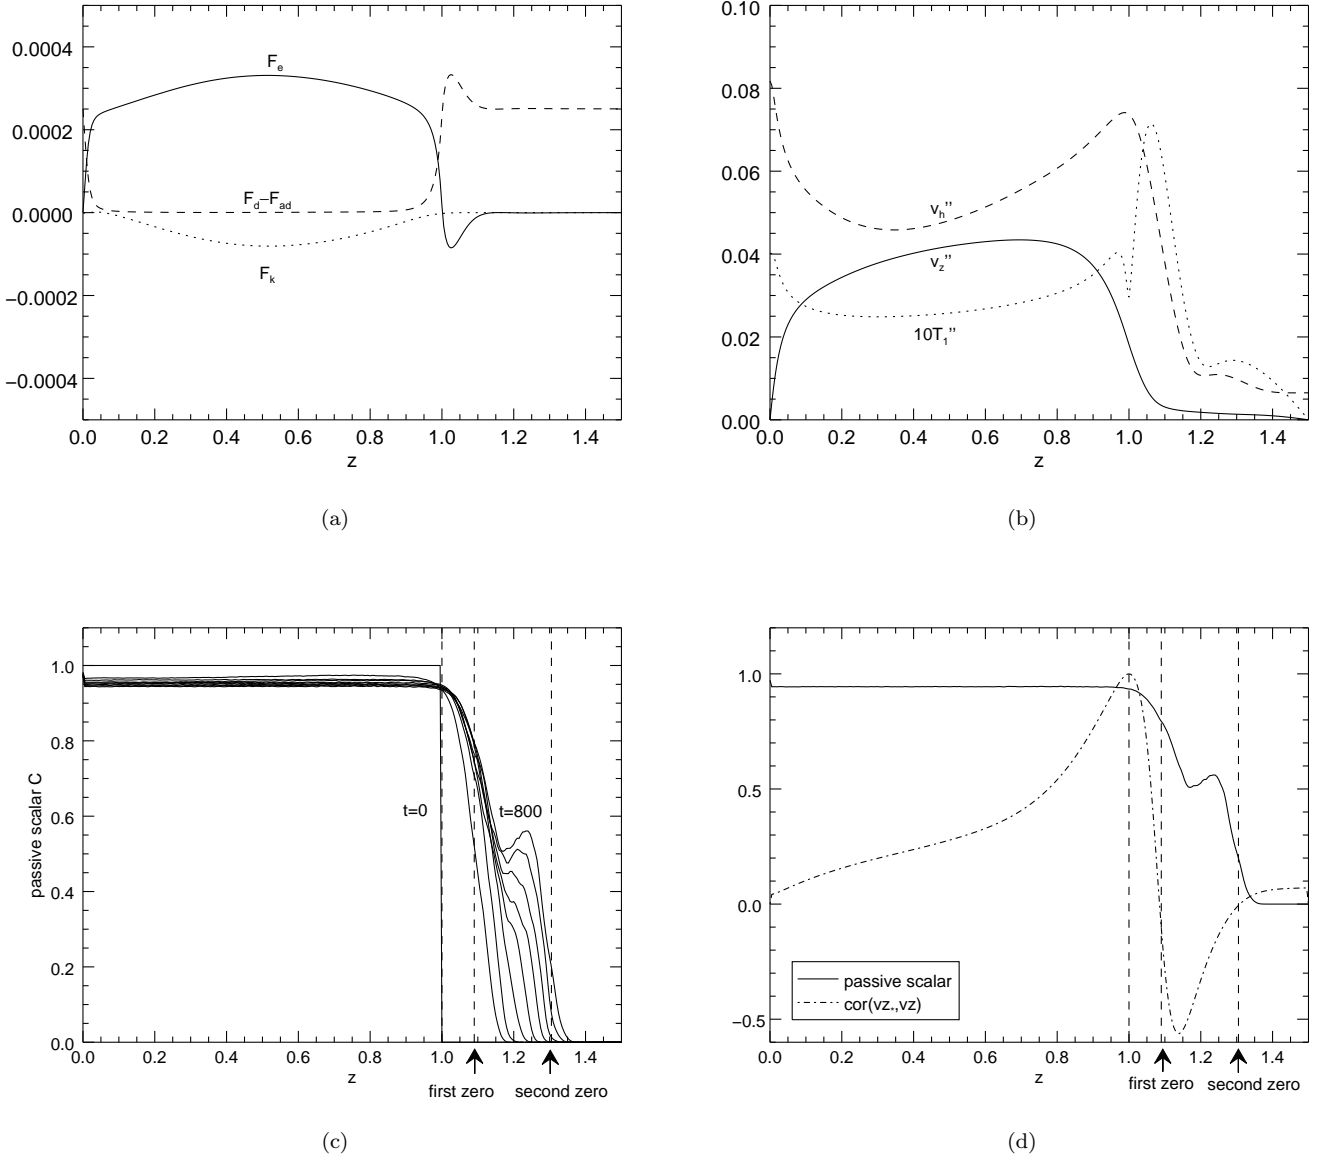 0.0004
0.0002
0.0000
−0.0002
−0.0004
F_e
F_d−F_ad
F_k
0.0 0.2 0.4 0.6 0.8 1.0 1.2 1.4
z
(a)
0.10
0.08
0.06
0.04
0.02
0.00
v_h''
v_z''
10T_1''
0.0 0.2 0.4 0.6 0.8 1.0 1.2 1.4
z
(b)
passive scalar C
1.0
0.8
0.6
0.4
0.2
0.0
t=0
t=800
0.0 0.2 0.4 0.6 0.8 1.0 1.2 1.4
z
first zero
second zero
(c)
1.0
0.5
0.0
−0.5
passive scalar
cor(vz_*,vz)
0.0 0.2 0.4 0.6 0.8 1.0 1.2 1.4
z
first zero
second zero
(d)